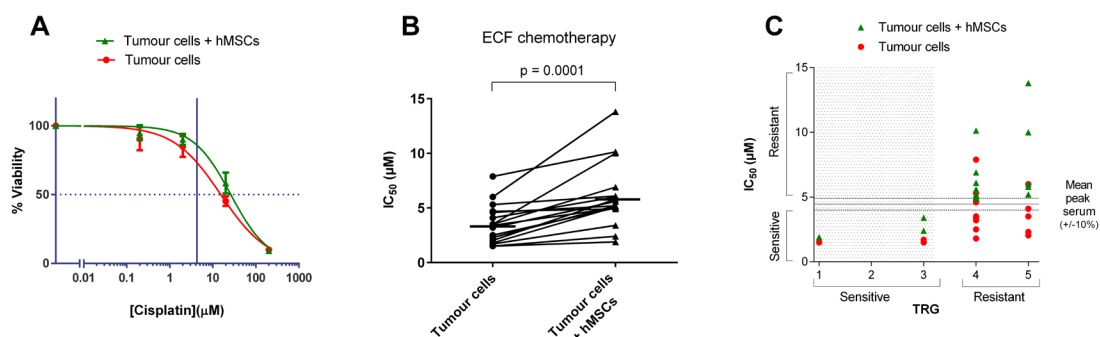 A
Tumour cells + hMSCs
Tumour cells
% Viability
100
50
0
0.01
0.1
1
10
100
1000
[Cisplatin](μM)
B
ECF chemotherapy
p = 0.0001
IC50 (μM)
15
10
5
0
Tumour cells
Tumour cells
+ hMSCs
C
Tumour cells + hMSCs
Tumour cells
IC50 (μM)
Resistant
Sensitive
15
10
5
0
1
2
3
4
5
Sensitive
Resistant
TRG
Mean
peak
serum
(+/-10%)